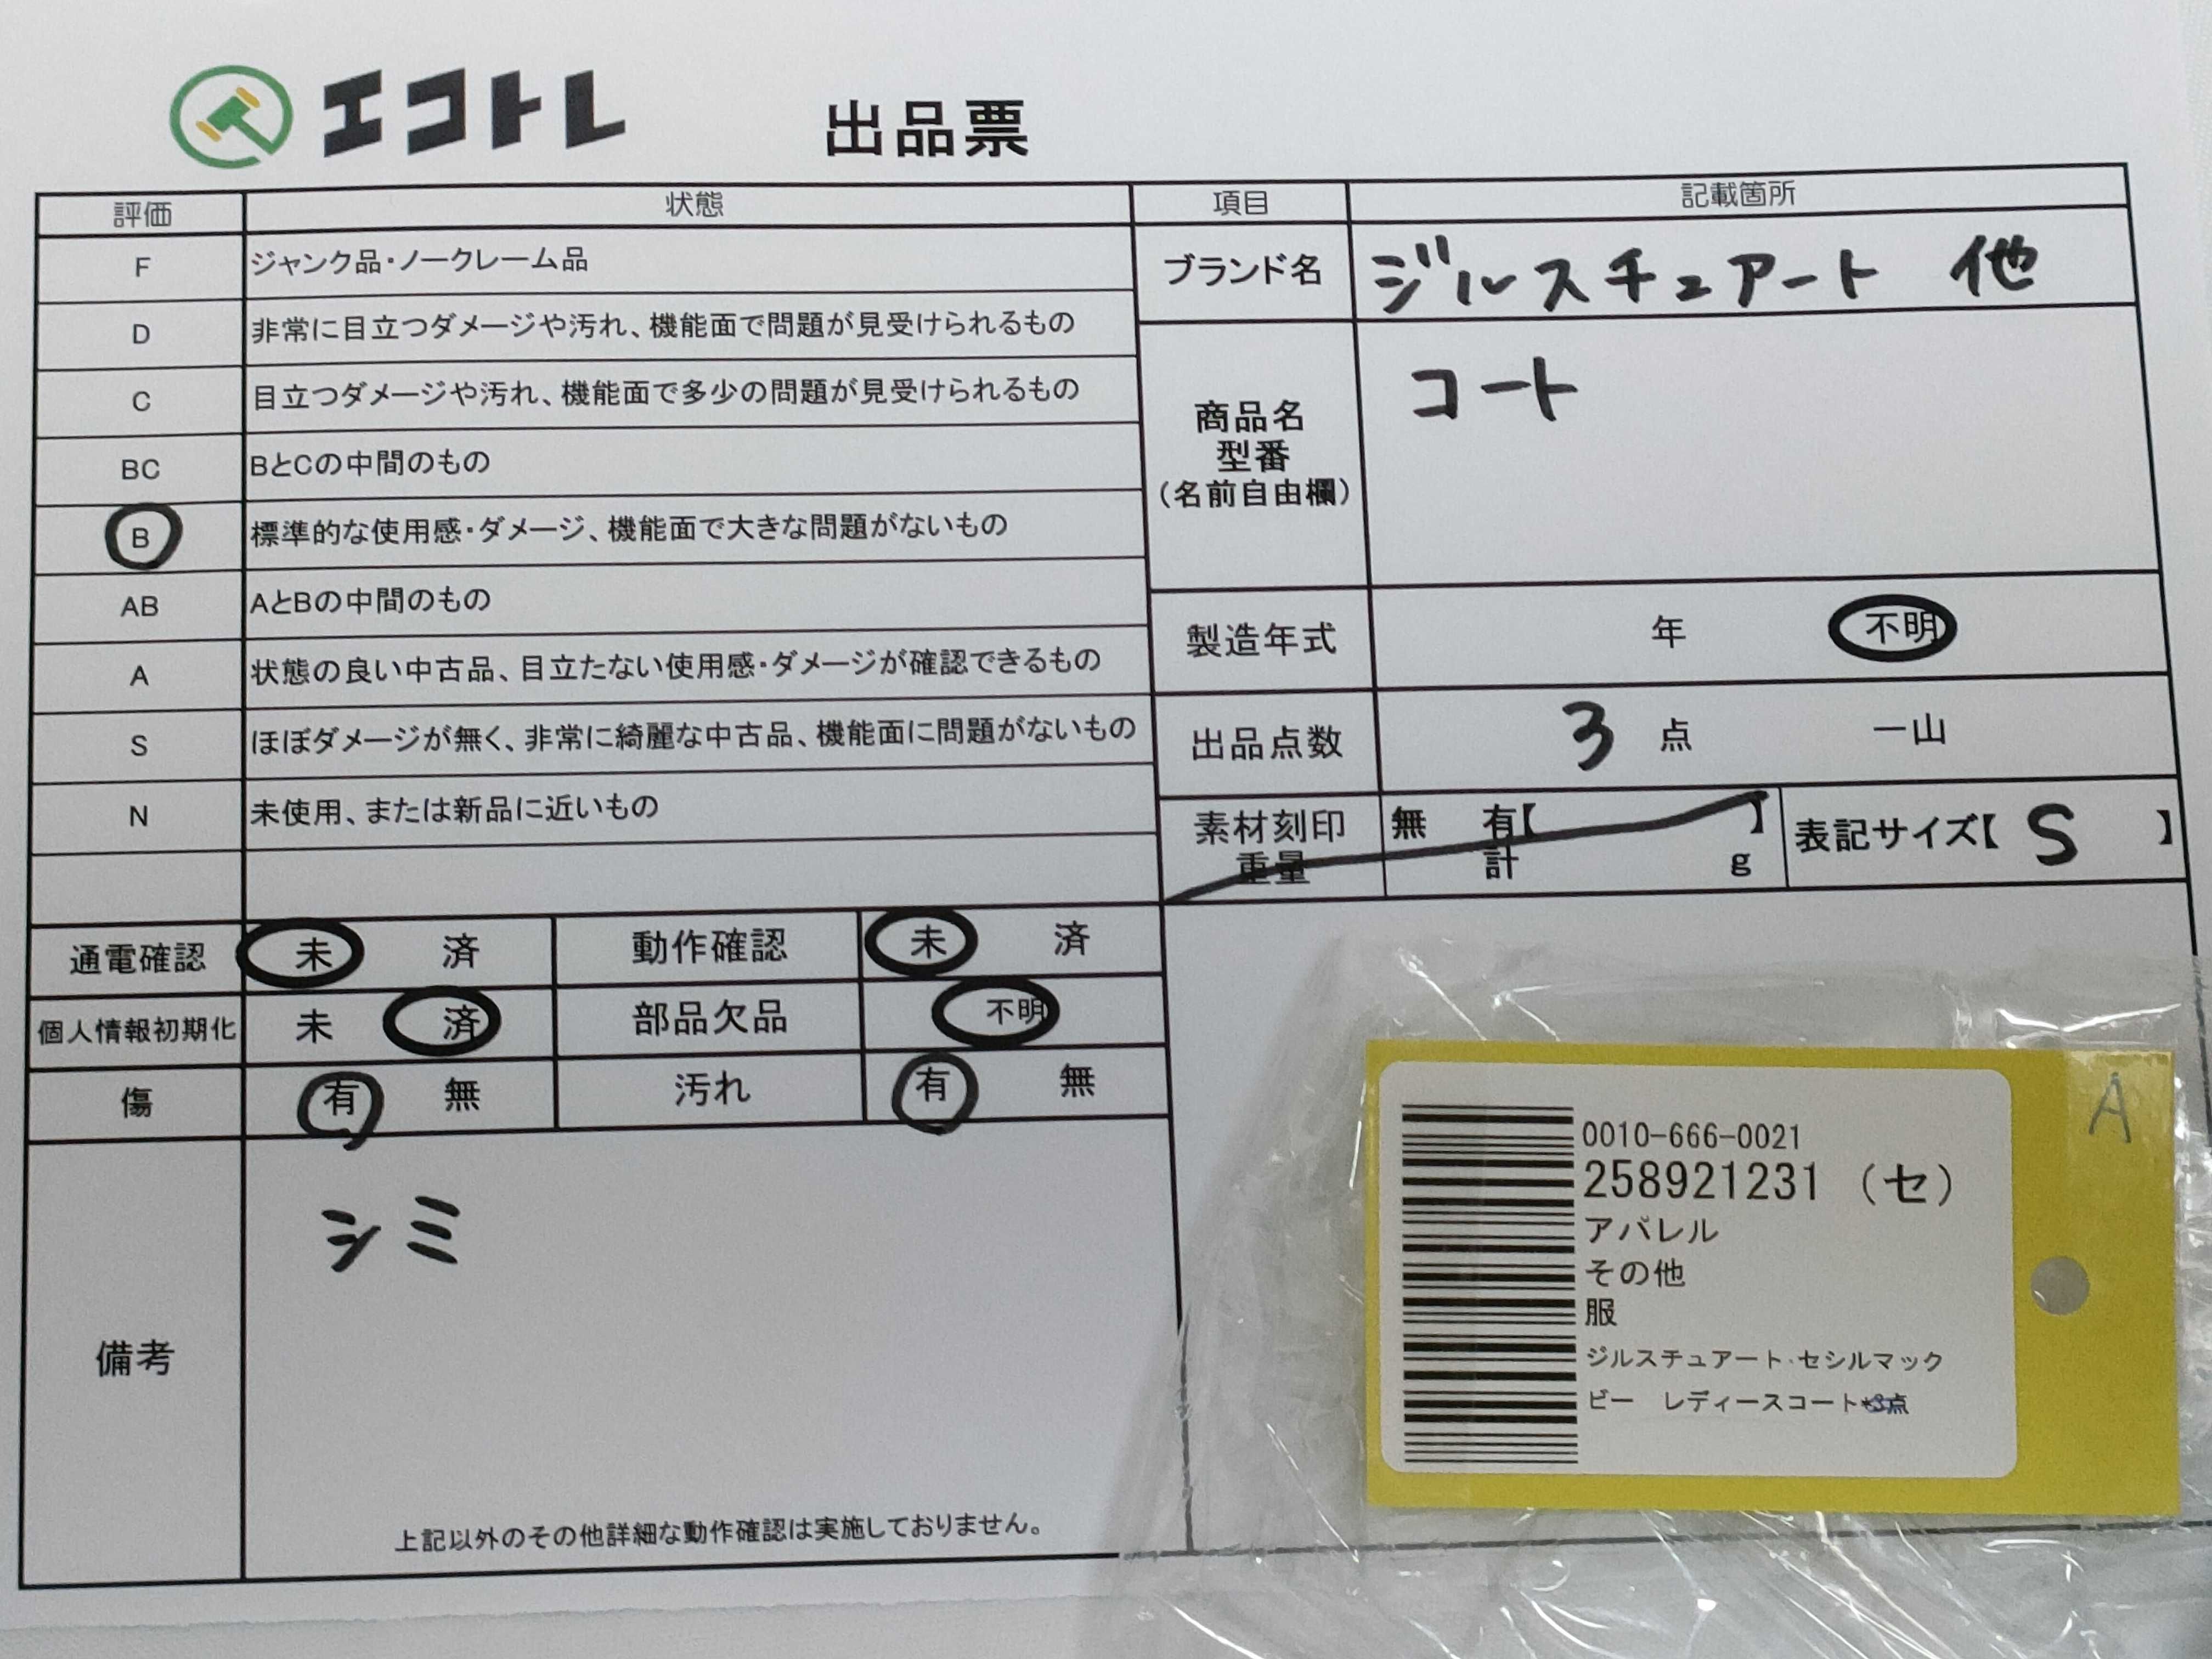 エコトレ
出品票
評価 状態
F ジャンク品・ノークレーム品
D 非常に目立つダメージや汚れ、機能面で問題が見受けられるもの
C 目立つダメージや汚れ、機能面で多少の問題が見受けられるもの
BC BとCの中間のもの
B 標準的な使用感・ダメージ、機能面で大きな問題がないもの
AB AとBの中間のもの
A 状態の良い中古品、目立たない使用感・ダメージが確認できるもの
S ほぼダメージが無く、非常に綺麗な中古品、機能面に問題がないもの
N 未使用、または新品に近いもの
項目 記載箇所
ブランド名 ジルスチュアート 他
商品名
型番
(名前自由欄)
コート
製造年式 年 不明
出品点数 3 点 一山
素材刻印 無 有【 】
重量 計 g
表記サイズ【 S 】
通電確認 未 済 動作確認 未 済
個人情報初期化 未 済 部品欠品 不明
傷 有 無 汚れ 有 無
備考
シミ
上記以外のその他詳細な動作確認は実施しておりません。
A
0010-666-0021
258921231 (セ)
アパレル
その他
服
ジルスチュアート・セシルマック
ビー レディースコート*3点